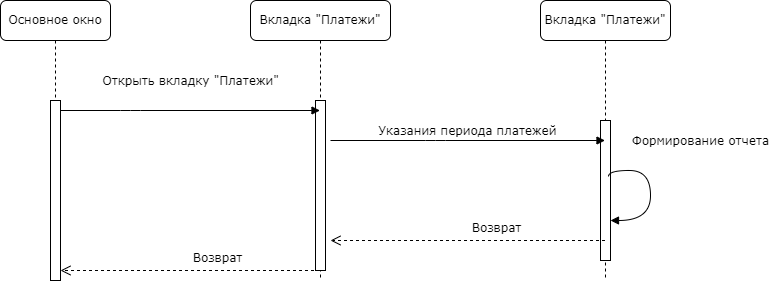 Основное окно
Вкладка "Платежи"
Вкладка "Платежи"
Открыть вкладку "Платежи"
Указания периода платежей
Формирование отчета
Возврат
Возврат